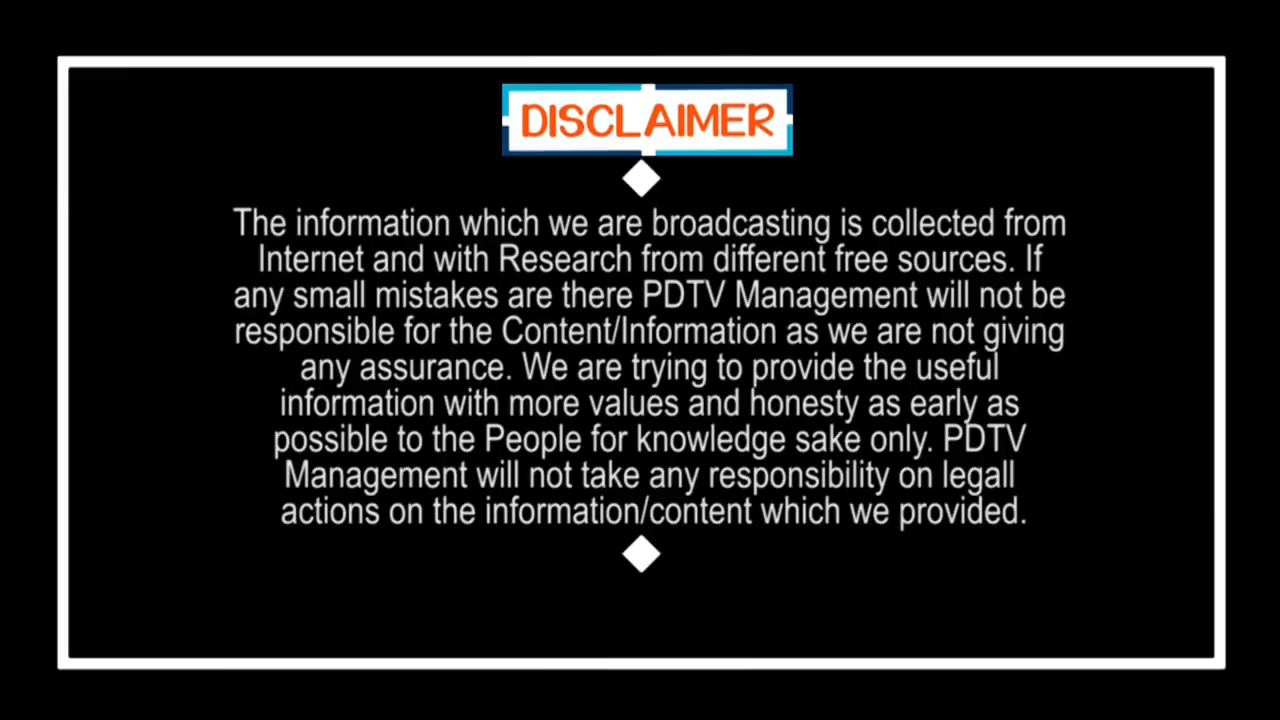 DISCLAIMER
The information which we are broadcasting is collected from
Internet and with Research from different free sources. If
any small mistakes are there PDTV Management will not be
responsible for the Content/Information as we are not giving
any assurance. We are trying to provide the useful
information with more values and honesty as early as
possible to the People for knowledge sake only. PDTV
Management will not take any responsibility on legall
actions on the information/content which we provided.